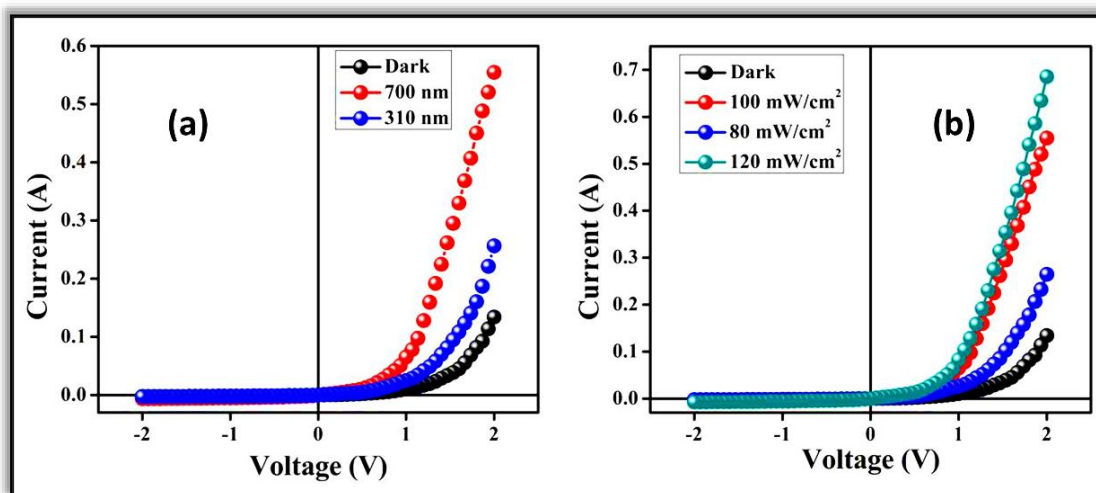 (a)
Dark
700 nm
310 nm
Current (A)
0.6
0.5
0.4
0.3
0.2
0.1
0.0
-2 -1 0 1 2
Voltage (V)
(b)
Dark
100 mW/cm²
80 mW/cm²
120 mW/cm²
Current (A)
0.7
0.6
0.5
0.4
0.3
0.2
0.1
0.0
-2 -1 0 1 2
Voltage (V)